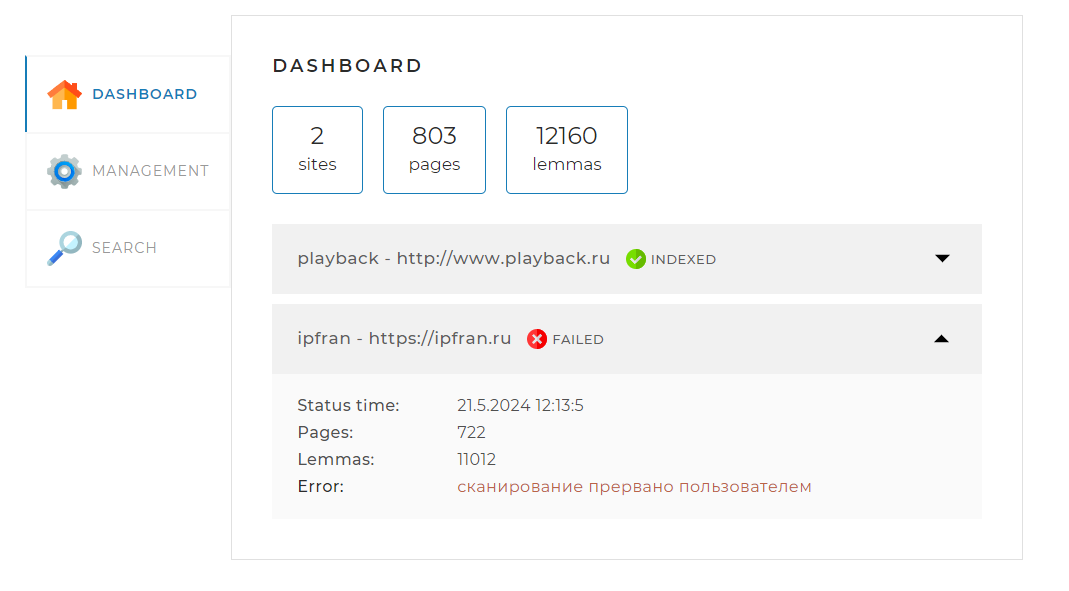 DASHBOARD
MANAGEMENT
SEARCH
DASHBOARD
2
sites
803
pages
12160
lemmas
playback - http://www.playback.ru INDEXED
ipfran - https://ipfran.ru FAILED
Status time: 21.5.2024 12:13:5
Pages: 722
Lemmas: 11012
Error: сканирование прервано пользователем